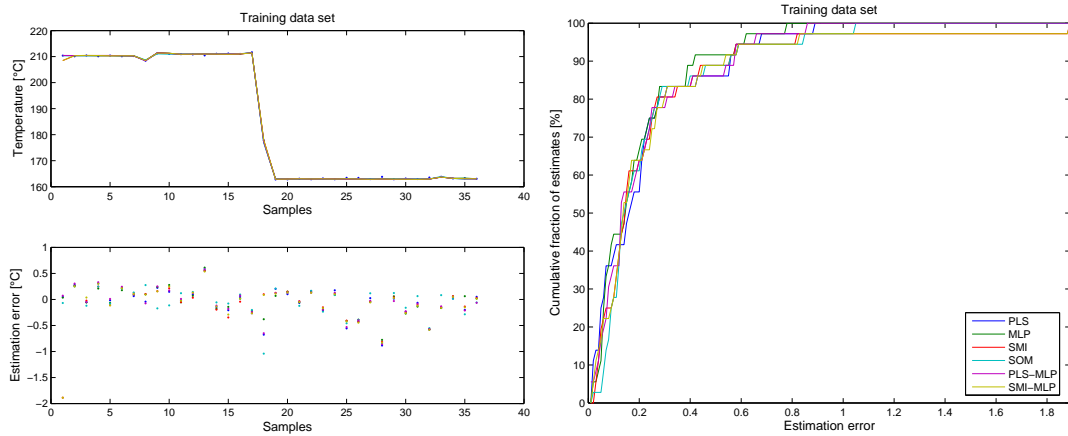 Training data set
220
210
200
190
180
170
160
Temperature [°C]
0 5 10 15 20 25 30 35 40
Samples
1
0.5
0
−0.5
−1
−1.5
−2
Estimation error [°C]
0 5 10 15 20 25 30 35 40
Samples
Training data set
100
90
80
70
60
50
40
30
20
10
0
Cumulative fraction of estimates [%]
PLS
MLP
SMI
SOM
PLS−MLP
SMI−MLP
0 0.2 0.4 0.6 0.8 1 1.2 1.4 1.6 1.8
Estimation error